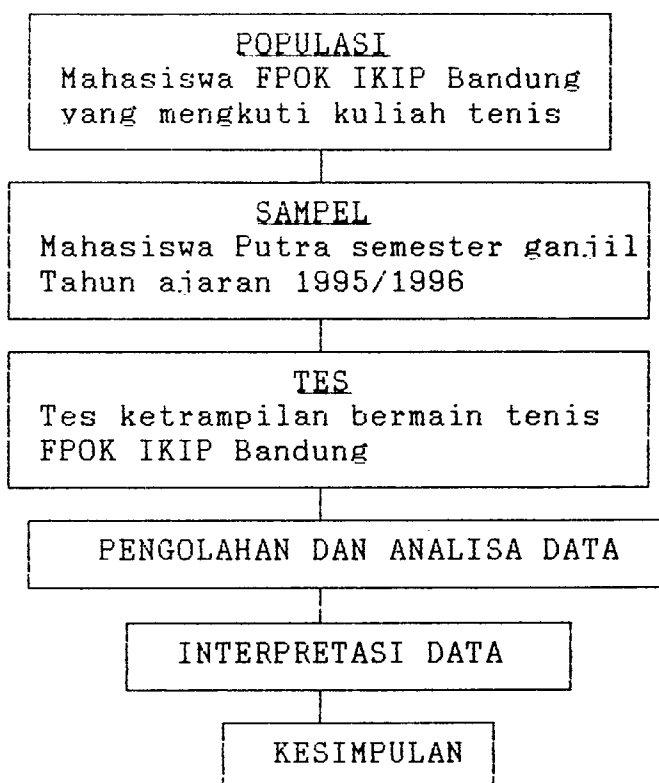 POPULASI
Mahasiswa FPOK IKIP Bandung
yang mengkuti kuliah tenis
SAMPEL
Mahasiswa Putra semester ganjil
Tahun ajaran 1995/1996
TES
Tes ketrampilan bermain tenis
FPOK IKIP Bandung
PENGOLAHAN DAN ANALISA DATA
INTERPRETASI DATA
KESIMPULAN